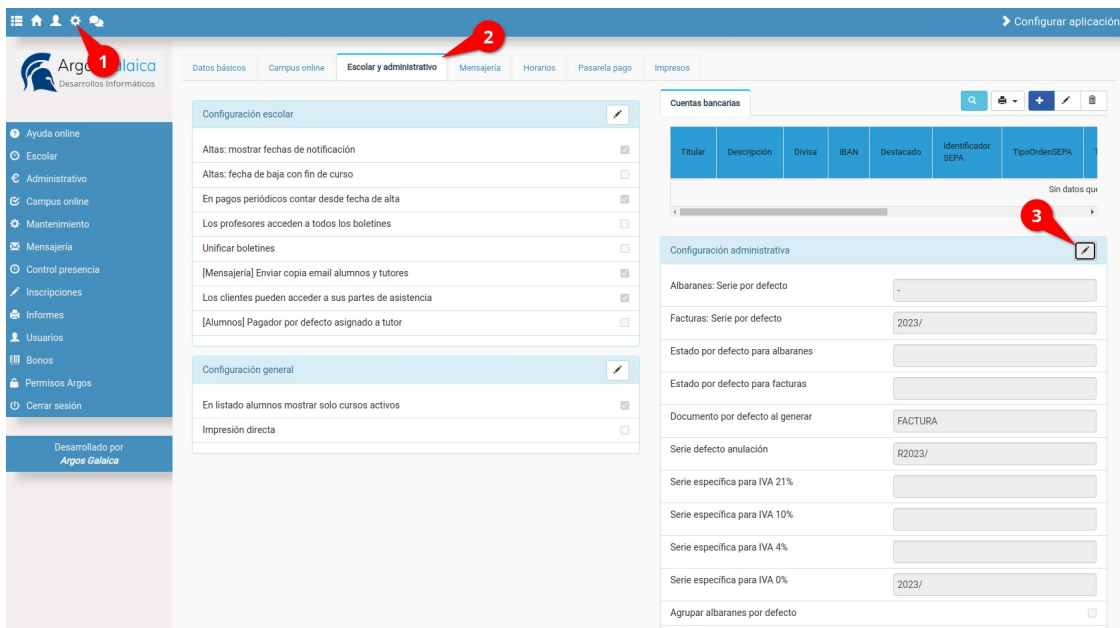 Configurar aplicación
1
2
Argos Galaica
Desarrollos Informáticos
Ayuda online
Escolar
Administrativo
Campus online
Mantenimiento
Mensajería
Control presencia
Inscripciones
Informes
Usuarios
Bonos
Permisos Argos
Cerrar sesión
Desarrollado por
Argos Galaica
Datos básicos Campus online Escolar y administrativo Mensajería Horarios Pasarela pago Impresos
Configuración escolar
Altas: mostrar fechas de notificación
Altas: fecha de baja con fin de curso
En pagos periódicos contar desde fecha de alta
Los profesores acceden a todos los boletines
Unificar boletines
[Mensajería] Enviar copia email alumnos y tutores
Los clientes pueden acceder a sus partes de asistencia
[Alumnos] Pagador por defecto asignado a tutor
Configuración general
En listado alumnos mostrar solo cursos activos
Impresión directa
Cuentas bancarias
Titular Descripción Divisa IBAN Destacado Identificador SEPA TipoOrdenSEPA
Sin datos que
3
Configuración administrativa
Albaranes: Serie por defecto -
Facturas: Serie por defecto 2023/
Estado por defecto para albaranes
Estado por defecto para facturas
Documento por defecto al generar FACTURA
Serie defecto anulación R2023/
Serie específica para IVA 21%
Serie específica para IVA 10%
Serie específica para IVA 4%
Serie específica para IVA 0% 2023/
Agrupar albaranes por defecto